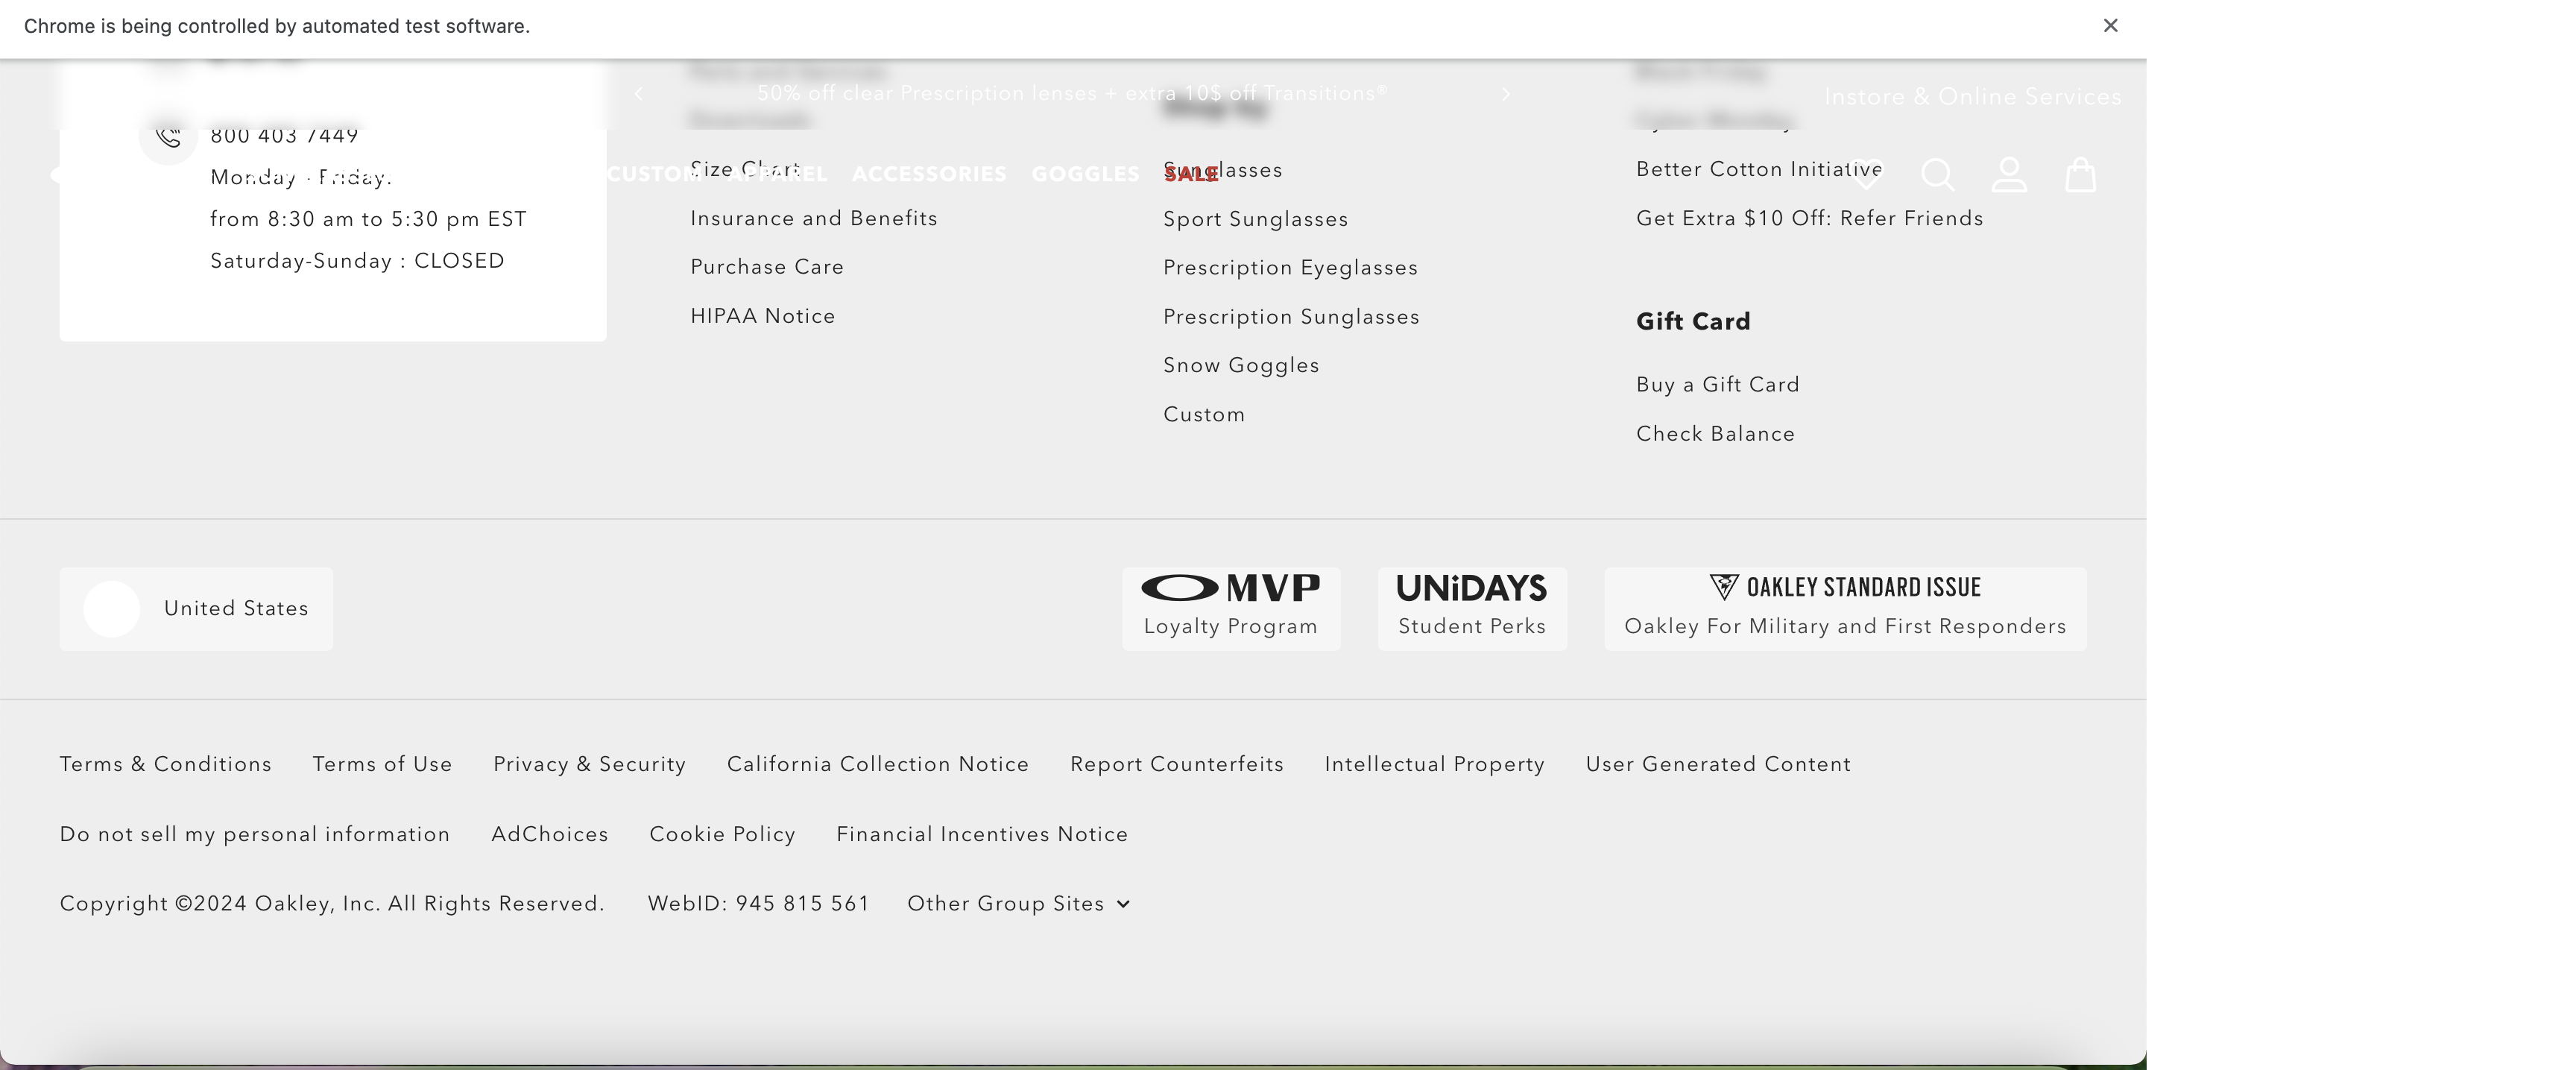 Chrome is being controlled by automated test software.
50% off clear Prescription lenses + extra 10$ off Transitions®
Instore & Online Services
CUSTOM APPAREL ACCESSORIES GOGGLES SALE
800 403 7449
Monday - Friday:
from 8:30 am to 5:30 pm EST
Saturday-Sunday : CLOSED
Size Chart
Insurance and Benefits
Purchase Care
HIPAA Notice
Shop by
Sunglasses
Sport Sunglasses
Prescription Eyeglasses
Prescription Sunglasses
Snow Goggles
Custom
Black Friday
Cyber Monday
Better Cotton Initiative
Get Extra $10 Off: Refer Friends
Gift Card
Buy a Gift Card
Check Balance
United States
MVP
Loyalty Program
UNiDAYS
Student Perks
OAKLEY STANDARD ISSUE
Oakley For Military and First Responders
Terms & Conditions Terms of Use Privacy & Security California Collection Notice Report Counterfeits Intellectual Property User Generated Content
Do not sell my personal information AdChoices Cookie Policy Financial Incentives Notice
Copyright ©2024 Oakley, Inc. All Rights Reserved. WebID: 945 815 561 Other Group Sites